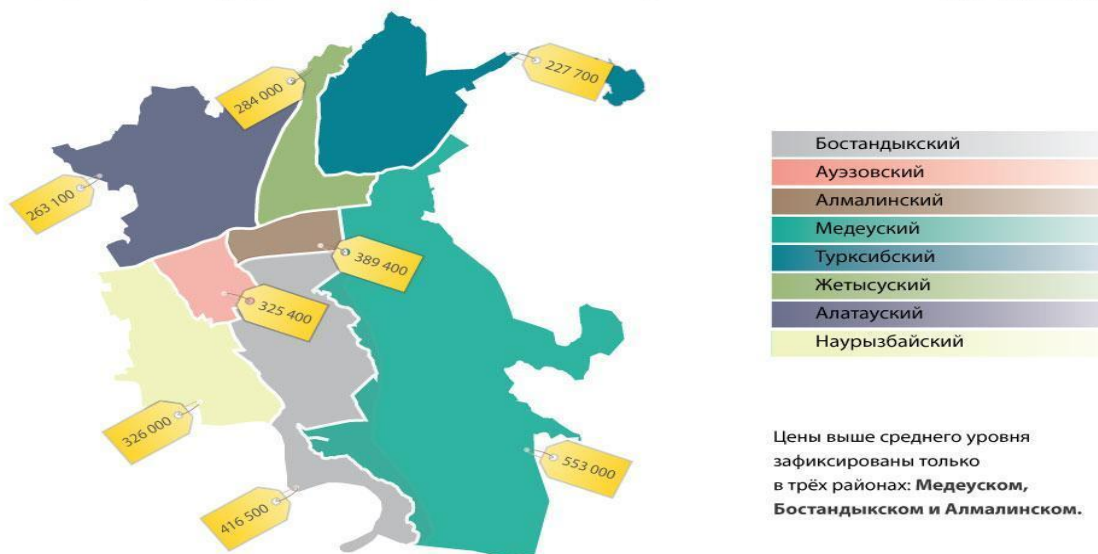 227 700
284 000
263 100
389 400
325 400
326 000
416 500
553 000
Бостандыкский
Ауэзовский
Алмалинский
Медеуский
Турксибский
Жетысуский
Алатауский
Наурызбайский
Цены выше среднего уровня
зафиксированы только
в трёх районах: Медеуском,
Бостандыкском и Алмалинском.